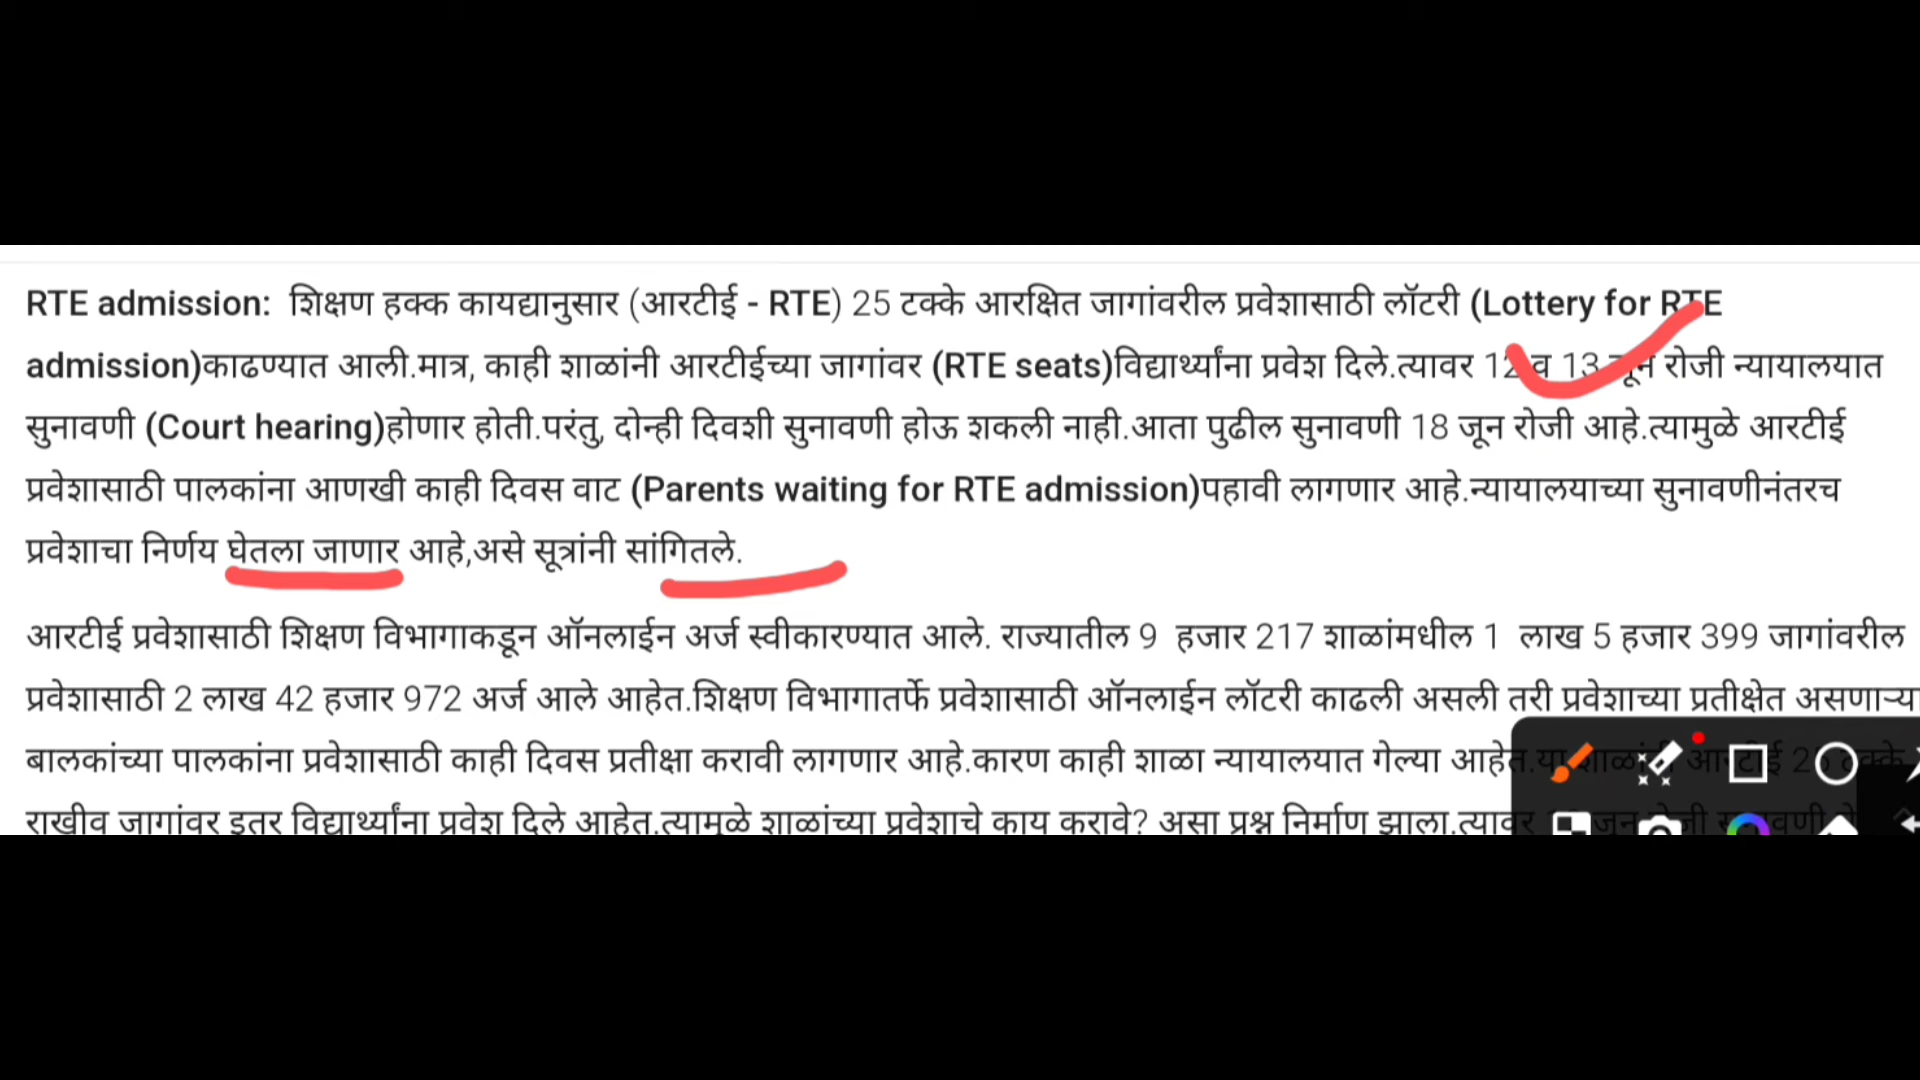 RTE admission: शिक्षण हक्क कायद्यानुसार (आरटीई - RTE) 25 टक्के आरक्षित जागांवरील प्रवेशासाठी लॉटरी (Lottery for RTE
admission)काढण्यात आली.मात्र, काही शाळांनी आरटीईच्या जागांवर (RTE seats)विद्यार्थ्यांना प्रवेश दिले.त्यावर 12 व 13 जून रोजी न्यायालयात
सुनावणी (Court hearing)होणार होती.परंतु, दोन्ही दिवशी सुनावणी होऊ शकली नाही.आता पुढील सुनावणी 18 जून रोजी आहे.त्यामुळे आरटीई
प्रवेशासाठी पालकांना आणखी काही दिवस वाट (Parents waiting for RTE admission)पहावी लागणार आहे.न्यायालयाच्या सुनावणीनंतरच
प्रवेशाचा निर्णय घेतला जाणार आहे,असे सूत्रांनी सांगितले.
आरटीई प्रवेशासाठी शिक्षण विभागाकडून ऑनलाईन अर्ज स्वीकारण्यात आले. राज्यातील 9 हजार 217 शाळांमधील 1 लाख 5 हजार 399 जागांवरील
प्रवेशासाठी 2 लाख 42 हजार 972 अर्ज आले आहेत.शिक्षण विभागातर्फे प्रवेशासाठी ऑनलाईन लॉटरी काढली असली तरी प्रवेशाच्या प्रतीक्षेत असणाऱ्या
बालकांच्या पालकांना प्रवेशासाठी काही दिवस प्रतीक्षा करावी लागणार आहे.कारण काही शाळा न्यायालयात गेल्या आहेत.या शाळांनी आरटीई 25 टक्के
राखीव जागांवर इतर विद्यार्थ्यांना प्रवेश दिले आहेत.त्यामुळे शाळांच्या प्रवेशाचे काय करावे? असा प्रश्न निर्माण झाला.त्यावर जून रोजी सुनावणी